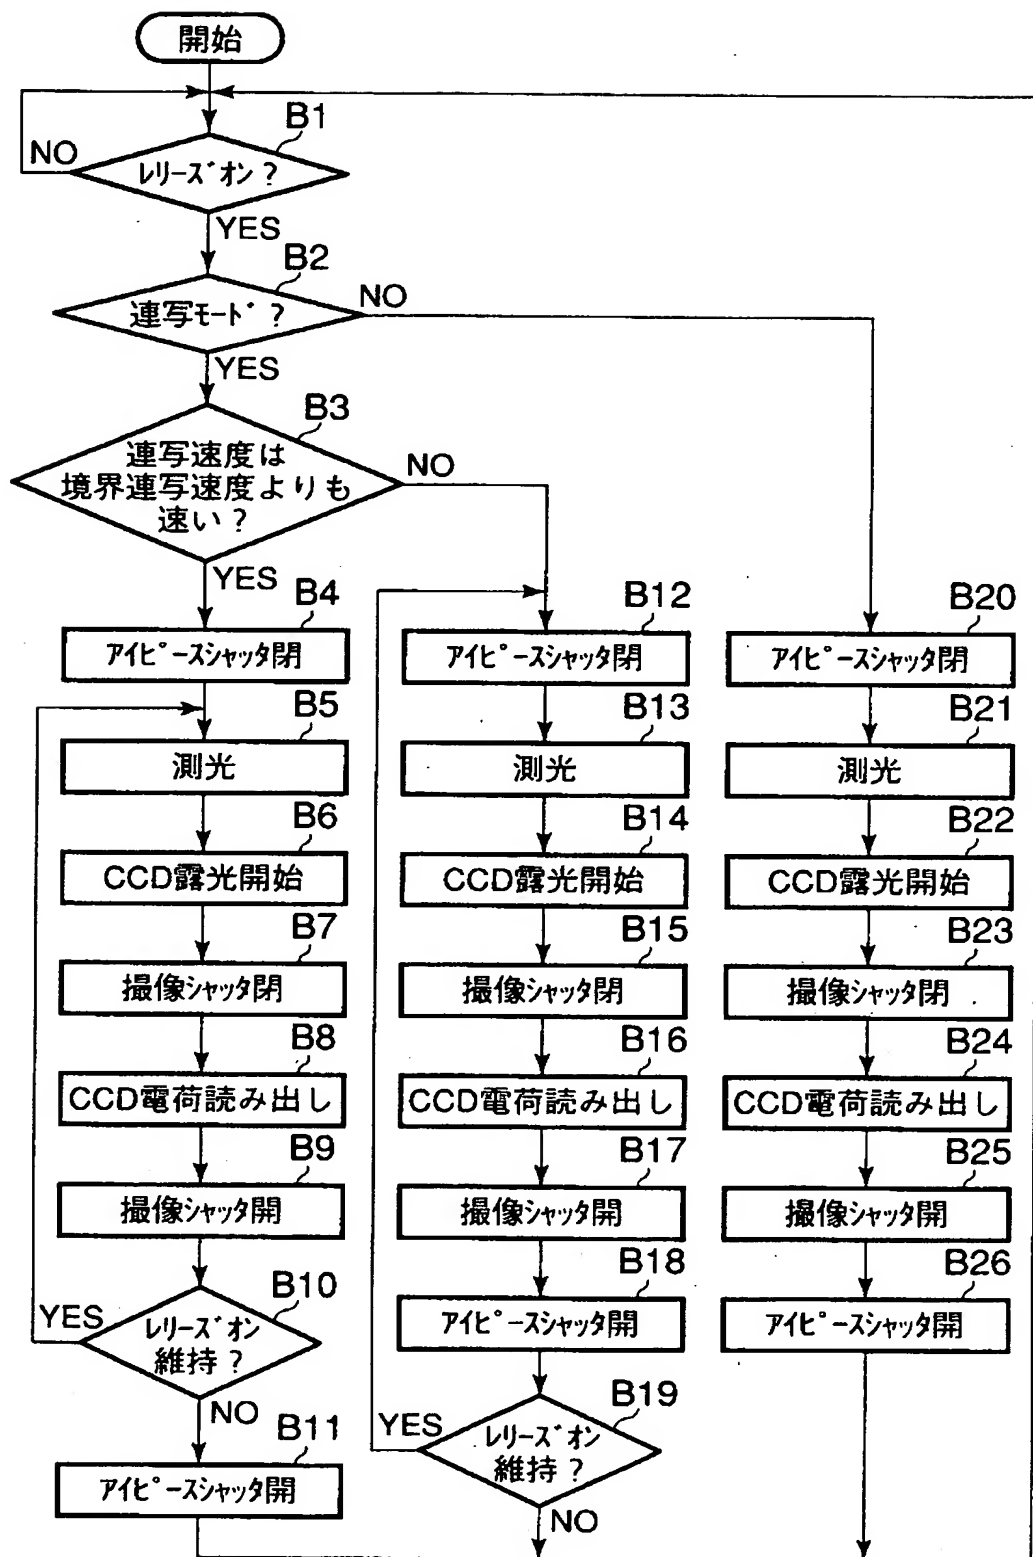 開始
B1
NO
レリーズオン?
YES
B2
NO
連写モード?
YES
B3
NO
連写速度は
境界連写速度よりも
速い?
YES
B4
アイピースシャッタ閉
B5
測光
B6
CCD露光開始
B7
撮像シャッタ閉
B8
CCD電荷読み出し
B9
撮像シャッタ開
B10
YES
レリーズオン
維持?
NO
B11
アイピースシャッタ開
B12
アイピースシャッタ閉
B13
測光
B14
CCD露光開始
B15
撮像シャッタ閉
B16
CCD電荷読み出し
B17
撮像シャッタ開
B18
アイピースシャッタ開
B19
YES
レリーズオン
維持?
NO
B20
アイピースシャッタ閉
B21
測光
B22
CCD露光開始
B23
撮像シャッタ閉
B24
CCD電荷読み出し
B25
撮像シャッタ開
B26
アイピースシャッタ開